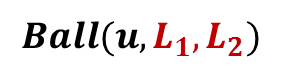 Ball(u, L₁, L₂)